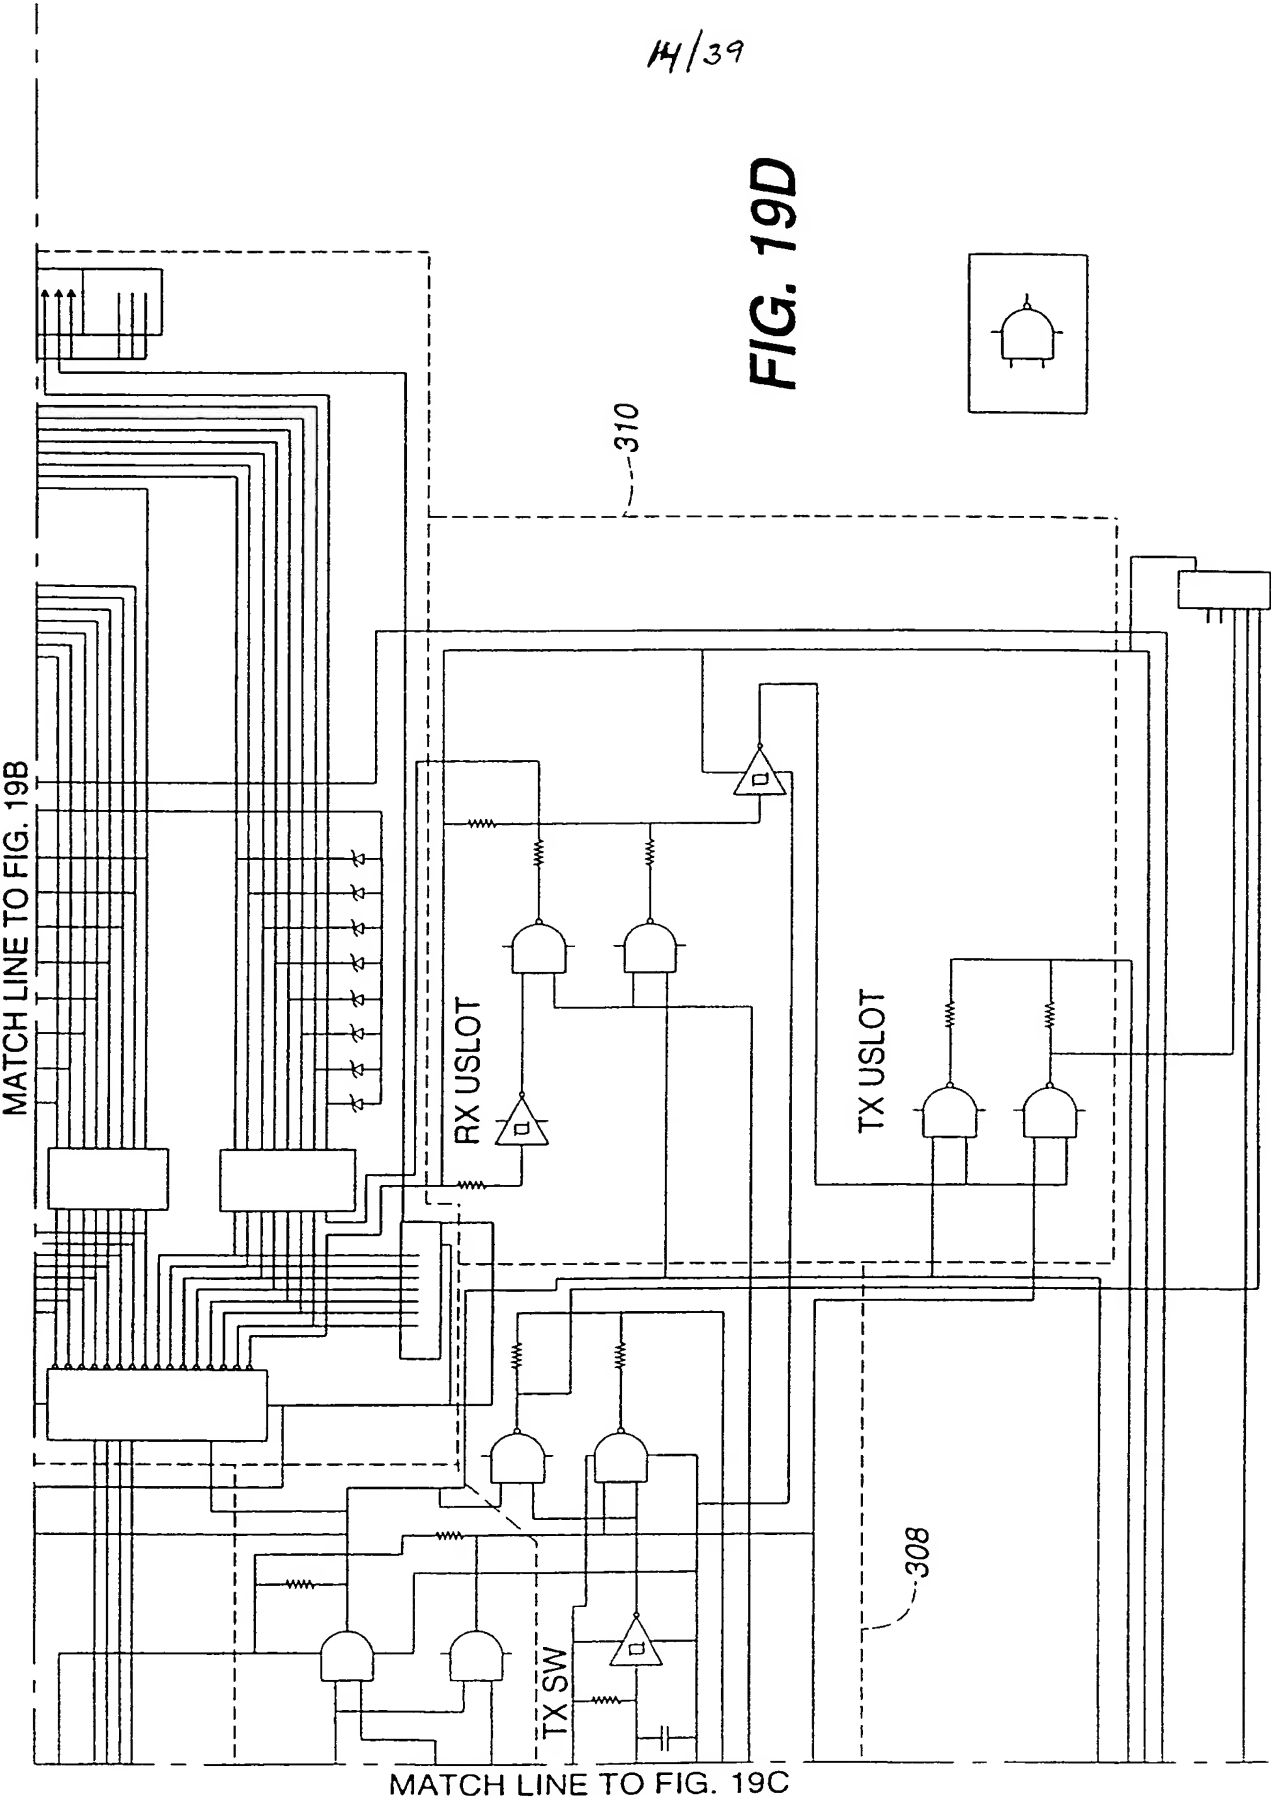 14/39
FIG. 19D
310
MATCH LINE TO FIG. 19B
RX USLOT
TX USLOT
TX SW
308
MATCH LINE TO FIG. 19C